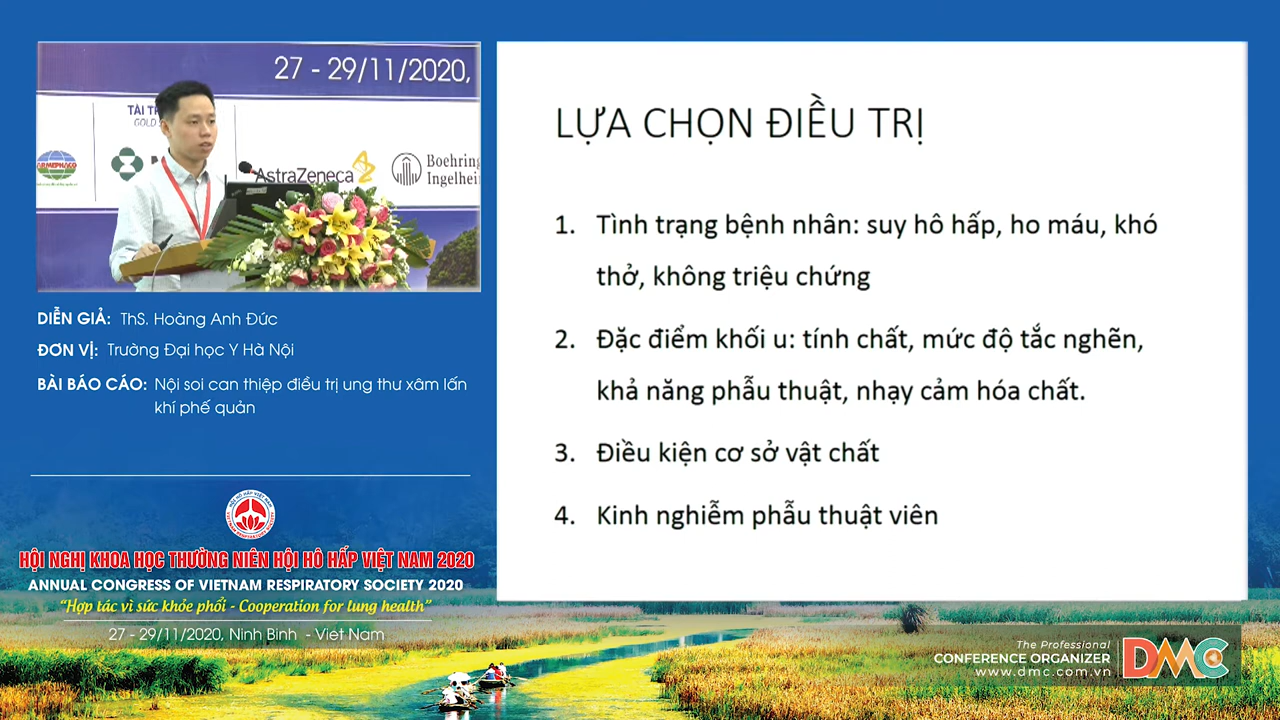 27 - 29/11/2020,
TÀI TR
GOLD S
ARMEPHACO
AstraZeneca
Boehring
Ingelhei
LỰA CHỌN ĐIỀU TRỊ
1. Tình trạng bệnh nhân: suy hô hấp, ho máu, khó
thở, không triệu chứng
2. Đặc điểm khối u: tính chất, mức độ tắc nghẽn,
khả năng phẫu thuật, nhạy cảm hóa chất.
3. Điều kiện cơ sở vật chất
4. Kinh nghiễm phẫu thuật viên
DIỄN GIẢ: ThS. Hoàng Anh Đức
ĐƠN VỊ: Trường Đại học Y Hà Nội
BÀI BÁO CÁO: Nội soi can thiệp điều trị ung thư xâm lấn
khí phế quản
HỘI NGHỊ KHOA HỌC THƯỜNG NIÊN HỘI HÔ HẤP VIỆT NAM 2020
ANNUAL CONGRESS OF VIETNAM RESPIRATORY SOCIETY 2020
“Hợp tác vì sức khỏe phổi - Cooperation for lung health”
27 - 29/11/2020, Ninh Bình - Viet Nam
The Professional
CONFERENCE ORGANIZER
www.dmc.com.vn
DMC